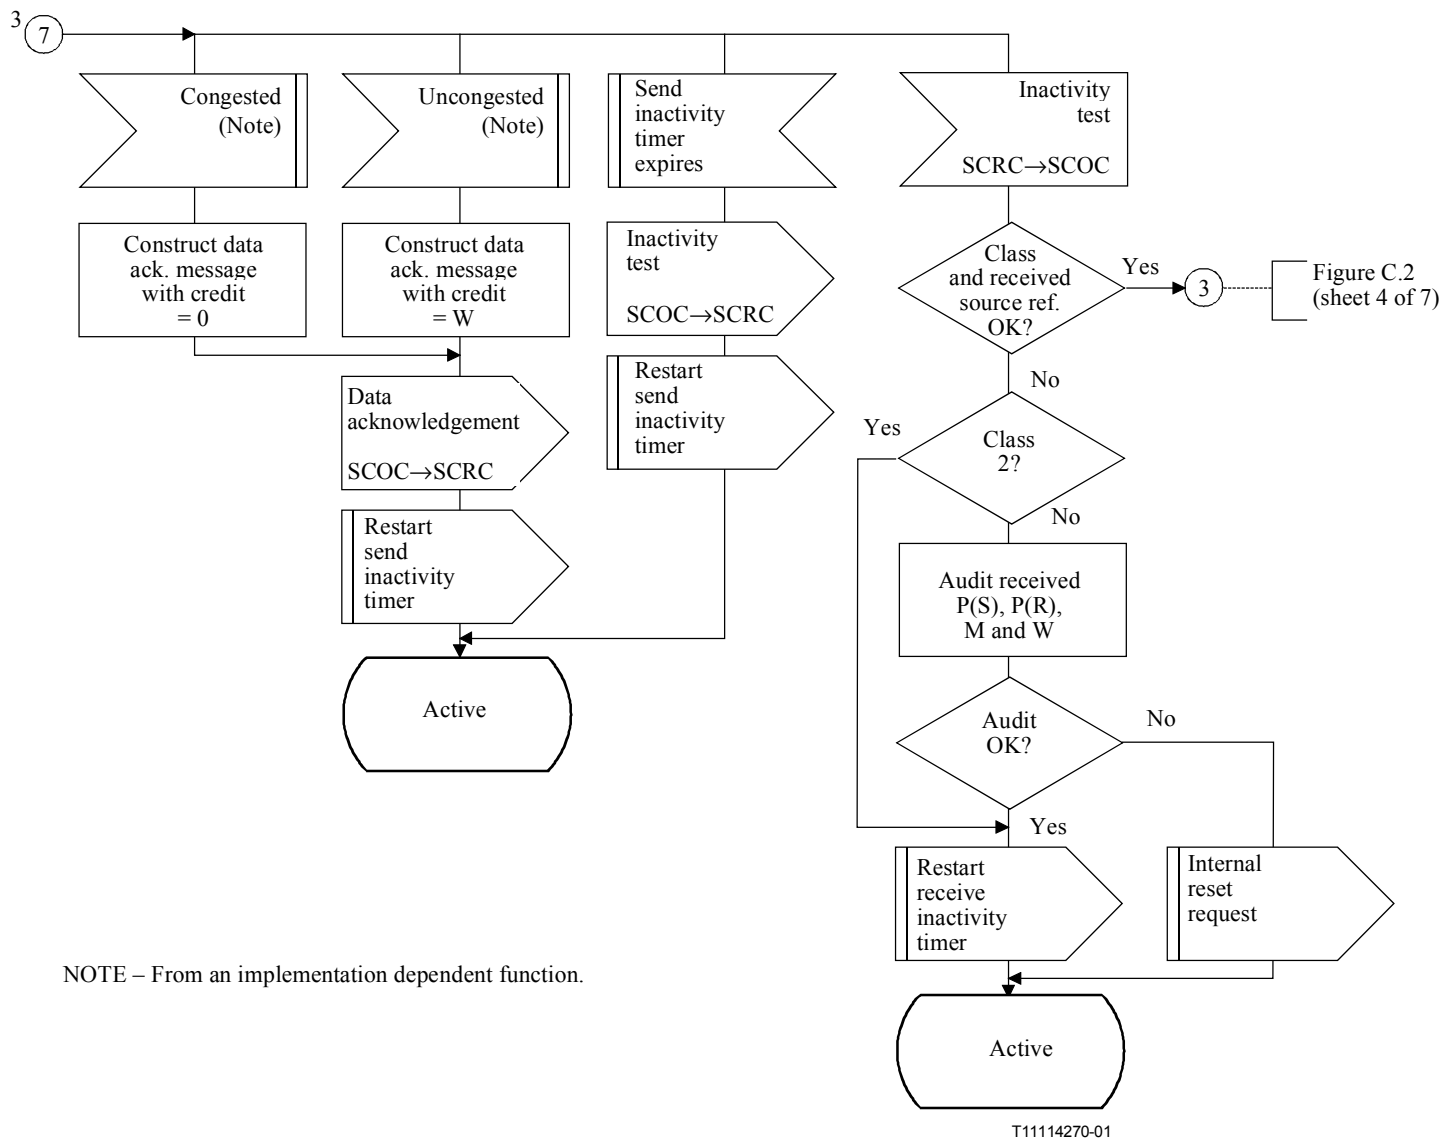 3
7
Congested
(Note)
Uncongested
(Note)
Send
inactivity
timer
expires
Inactivity
test
SCRC→SCOC
Construct data
ack. message
with credit
= 0
Construct data
ack. message
with credit
= W
Inactivity
test
SCOC→SCRC
Class
and received
source ref.
OK?
Yes
3
Figure C.2
(sheet 4 of 7)
No
Data
acknowledgement
SCOC→SCRC
Restart
send
inactivity
timer
Yes
Class
2?
No
Restart
send
inactivity
timer
Audit received
P(S), P(R),
M and W
Active
Audit
OK?
No
Yes
Restart
receive
inactivity
timer
Internal
reset
request
NOTE – From an implementation dependent function.
Active
T11114270-01